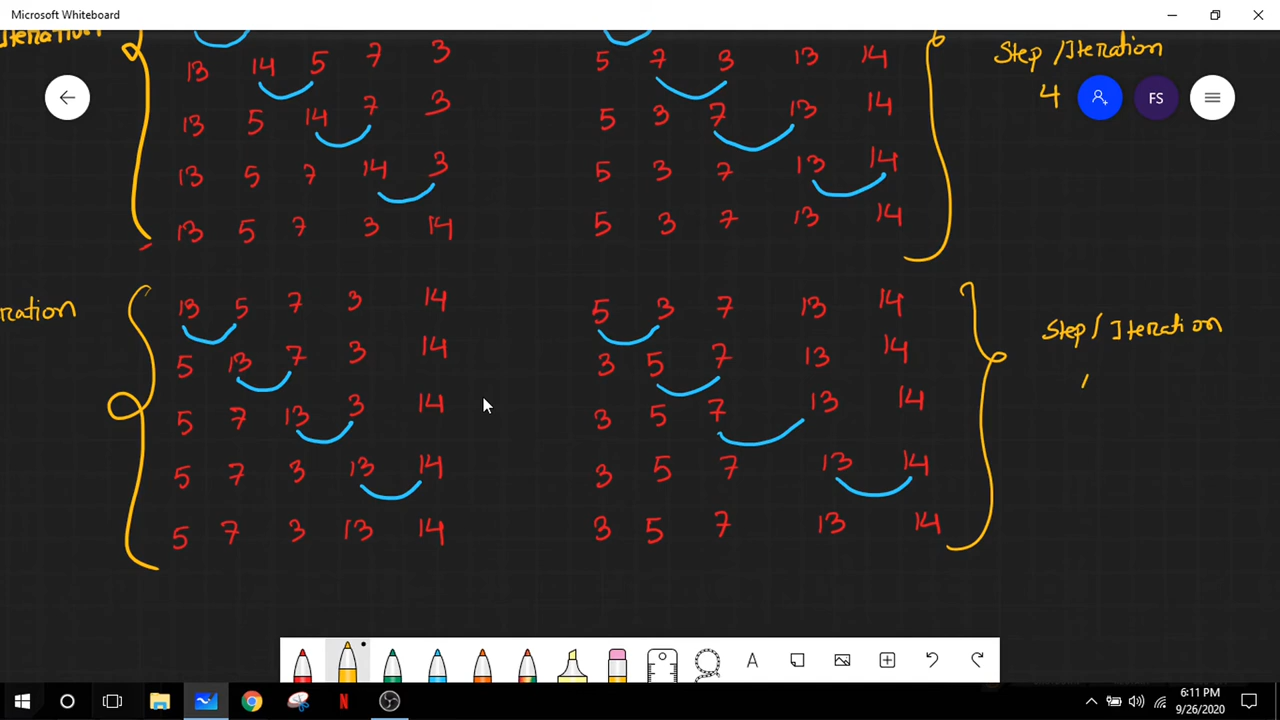 Microsoft Whiteboard
Iteration
13 14 5 7 3
13 5 14 7 3
13 5 7 14 3
13 5 7 3 14
5 7 3 13 14
5 3 7 13 14
5 3 7 13 14
5 3 7 13 14
Step /Iteration
4
FS
ration
13 5 7 3 14
5 13 7 3 14
5 7 13 3 14
5 7 3 13 14
5 7 3 13 14
5 3 7 13 14
3 5 7 13 14
3 5 7 13 14
3 5 7 13 14
3 5 7 13 14
Step/ Iteration
A
6:11 PM
9/26/2020